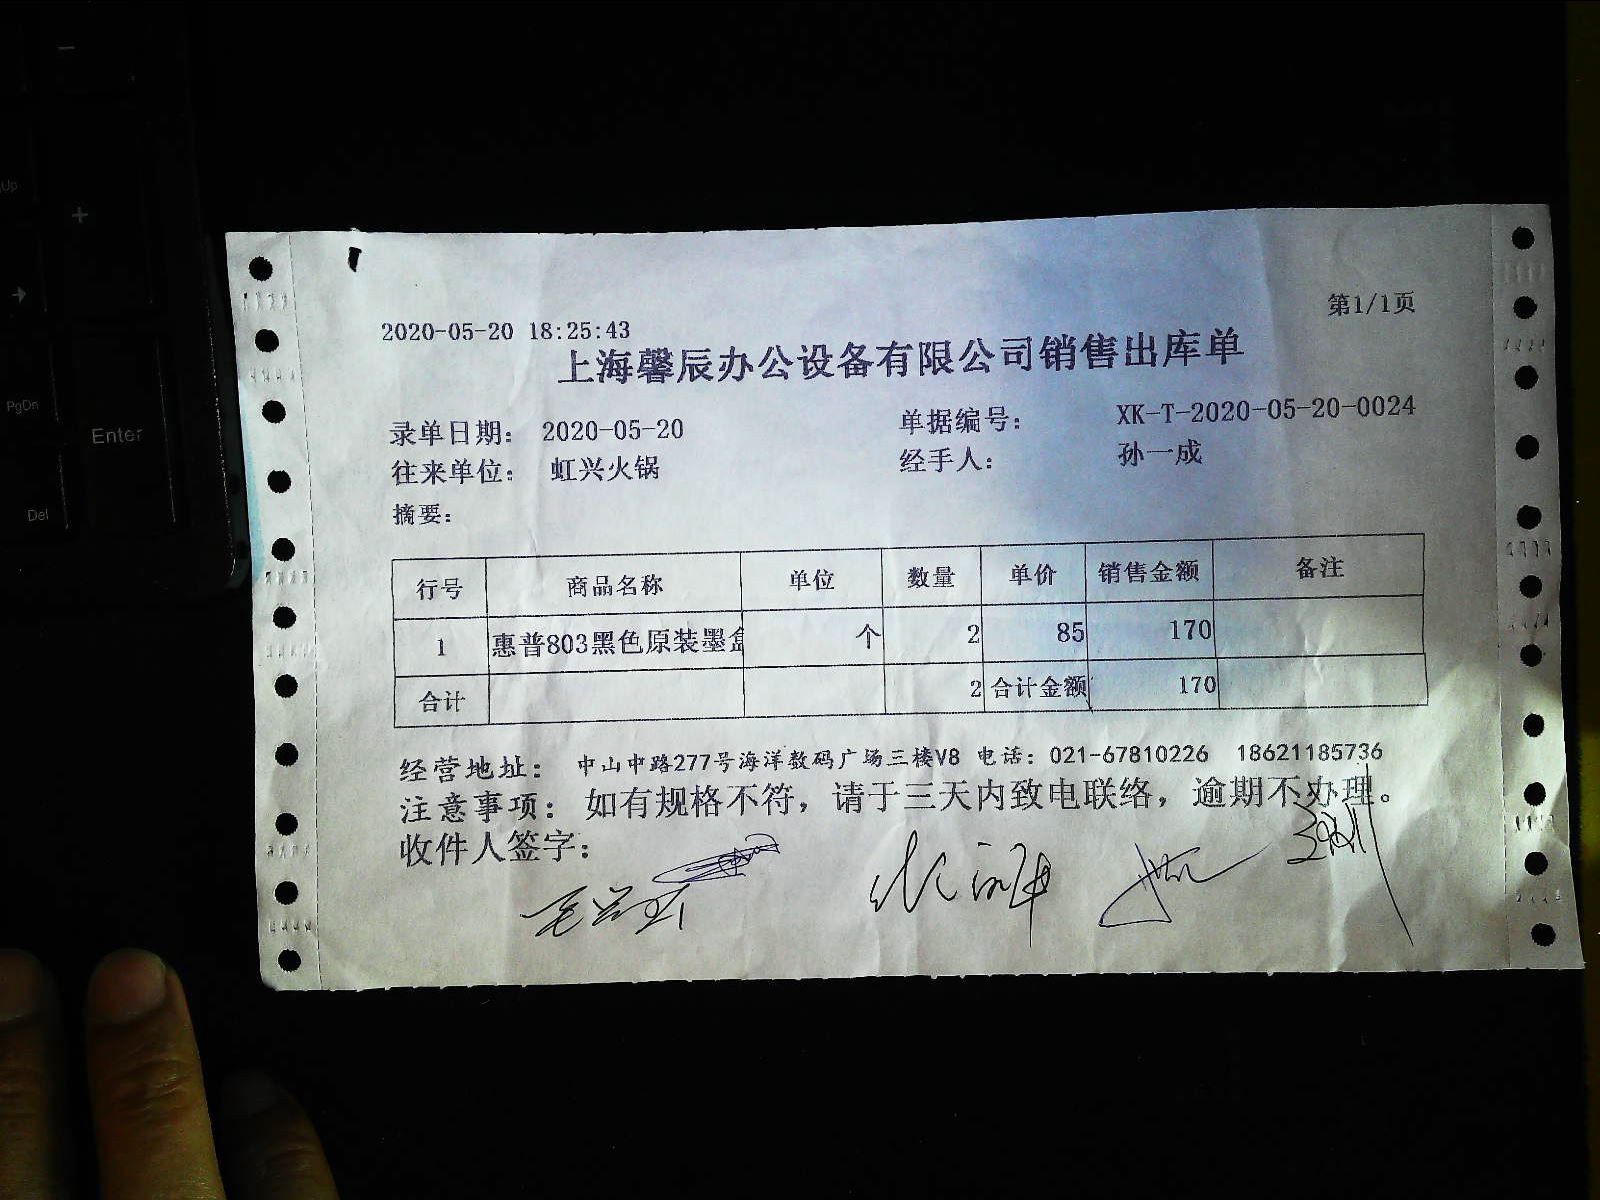 第1/1页
2020-05-20 18:25:43
上海馨辰办公设备有限公司销售出库单
录单日期： 2020-05-20 单据编号： XK-T-2020-05-20-0024
往来单位： 虹兴火锅 经手人： 孙一成
摘要：
行号 商品名称 单位 数量 单价 销售金额 备注
1 惠普803黑色原装墨盒 个 2 85 170
合计 2 合计金额 170
经营地址： 中山中路277号海洋数码广场三楼V8 电话：021-67810226 18621185736
注意事项： 如有规格不符，请于三天内致电联络，逾期不办理。
收件人签字：
Enter
PgDn
Del